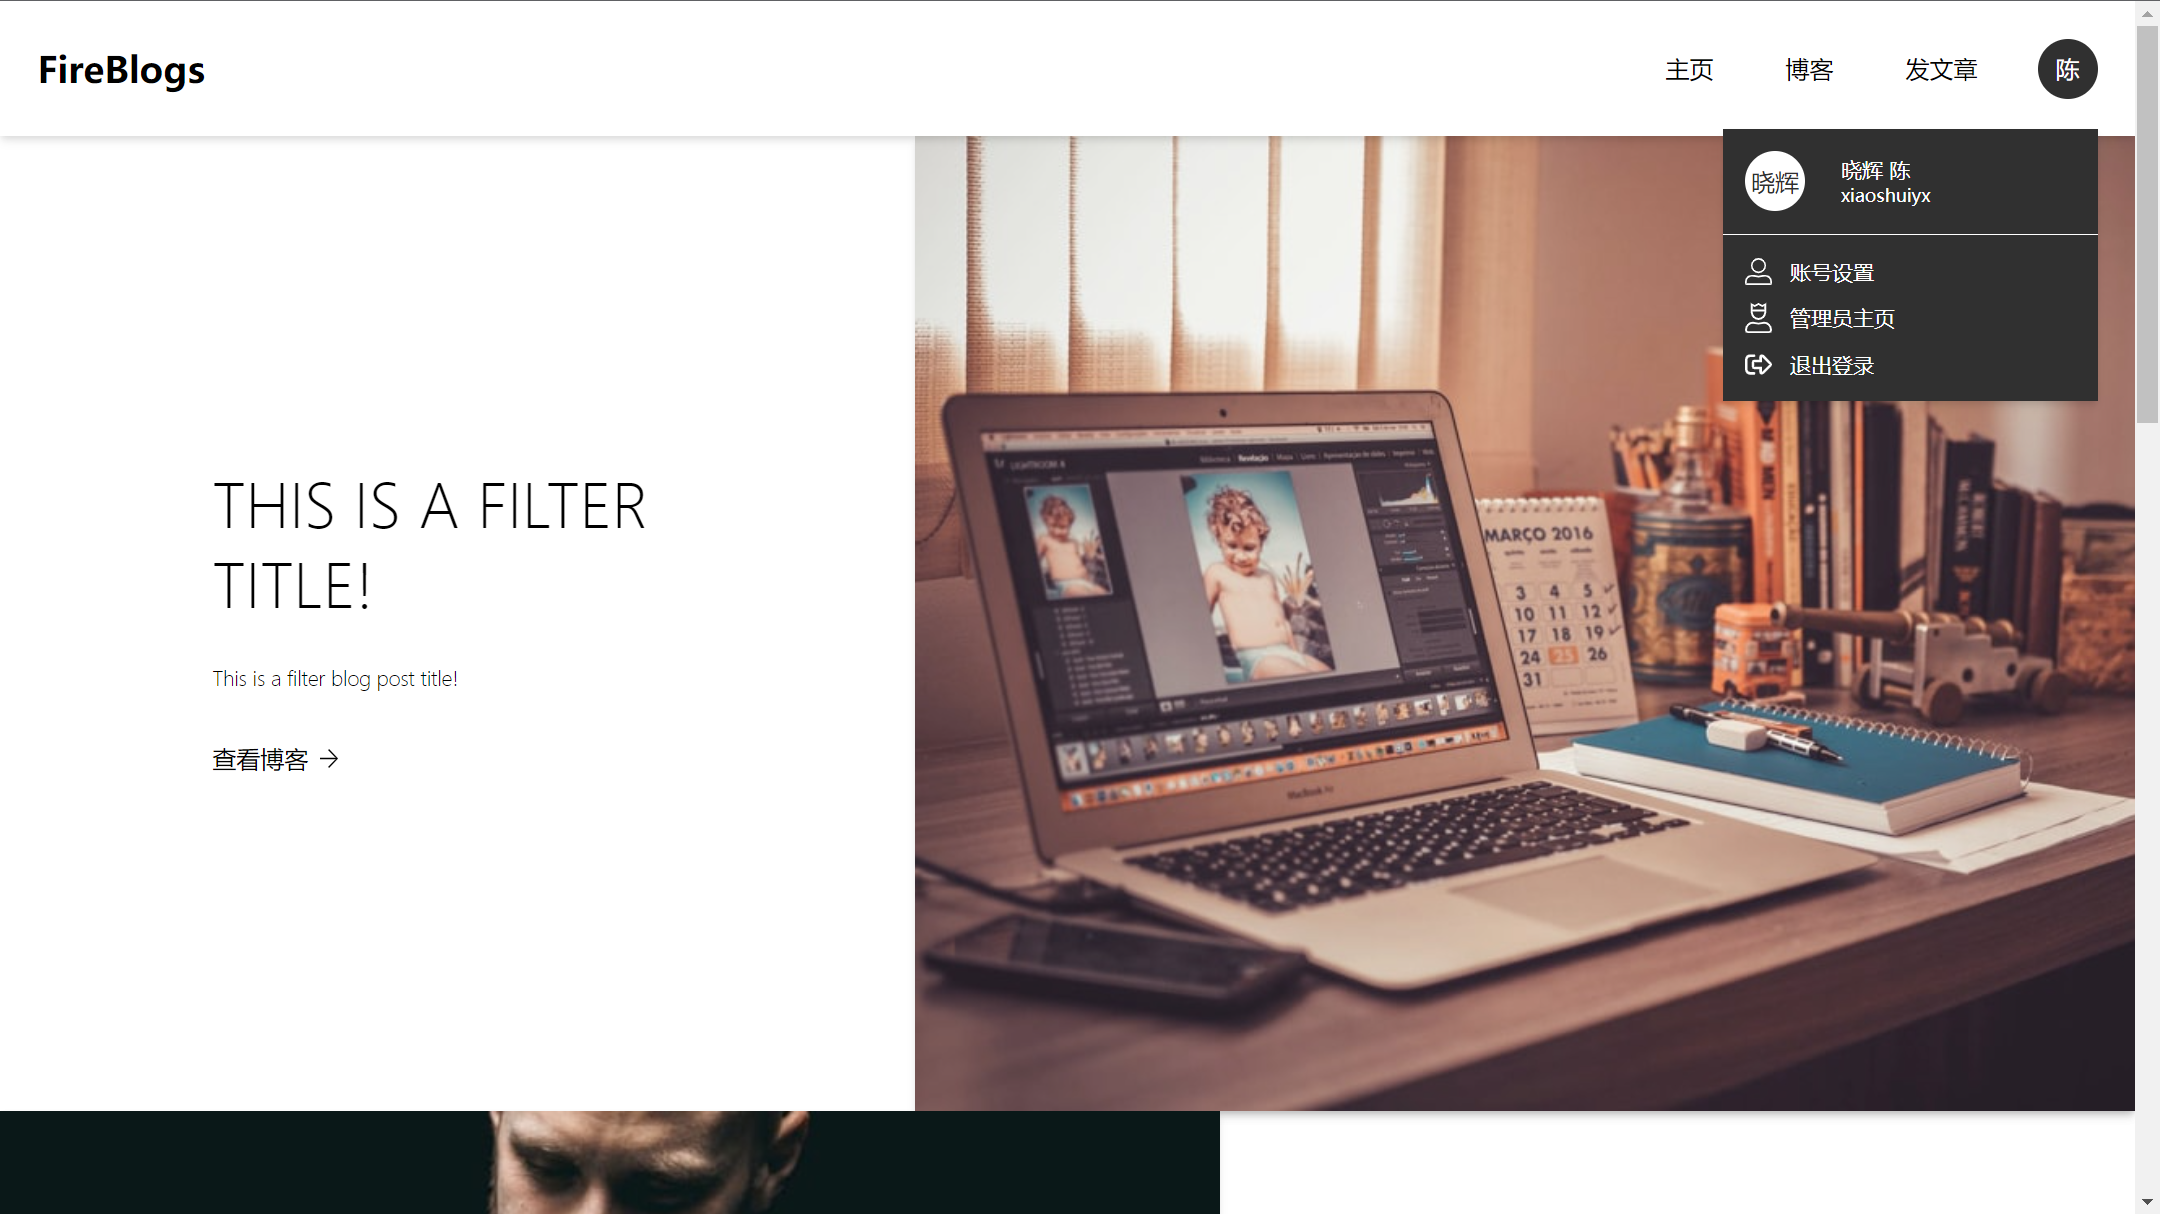 FireBlogs
主页
博客
发文章
陈
晓辉
晓辉 陈
xiaoshuiyx
账号设置
管理员主页
退出登录
THIS IS A FILTER
TITLE!
This is a filter blog post title!
查看博客
MARÇO 2016
3 4 5
10 11 12
17 18 19
24 25 26
31